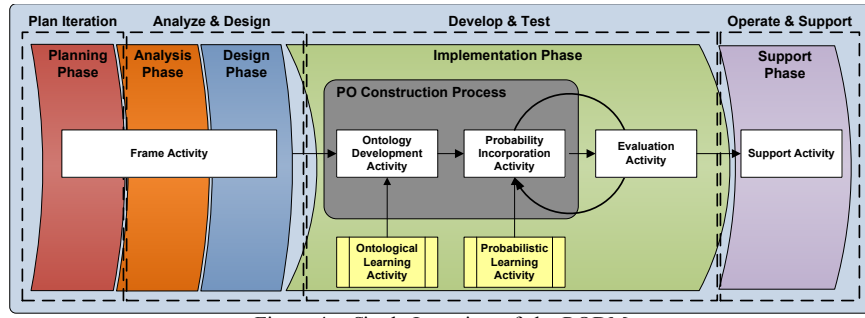 Plan Iteration
Analyze & Design
Develop & Test
Operate & Support
Planning
Phase
Analysis
Phase
Design
Phase
Implementation Phase
Support
Phase
PO Construction Process
Frame Activity
Ontology
Development
Activity
Probability
Incorporation
Activity
Evaluation
Activity
Support Activity
Ontological
Learning
Activity
Probabilistic
Learning
Activity